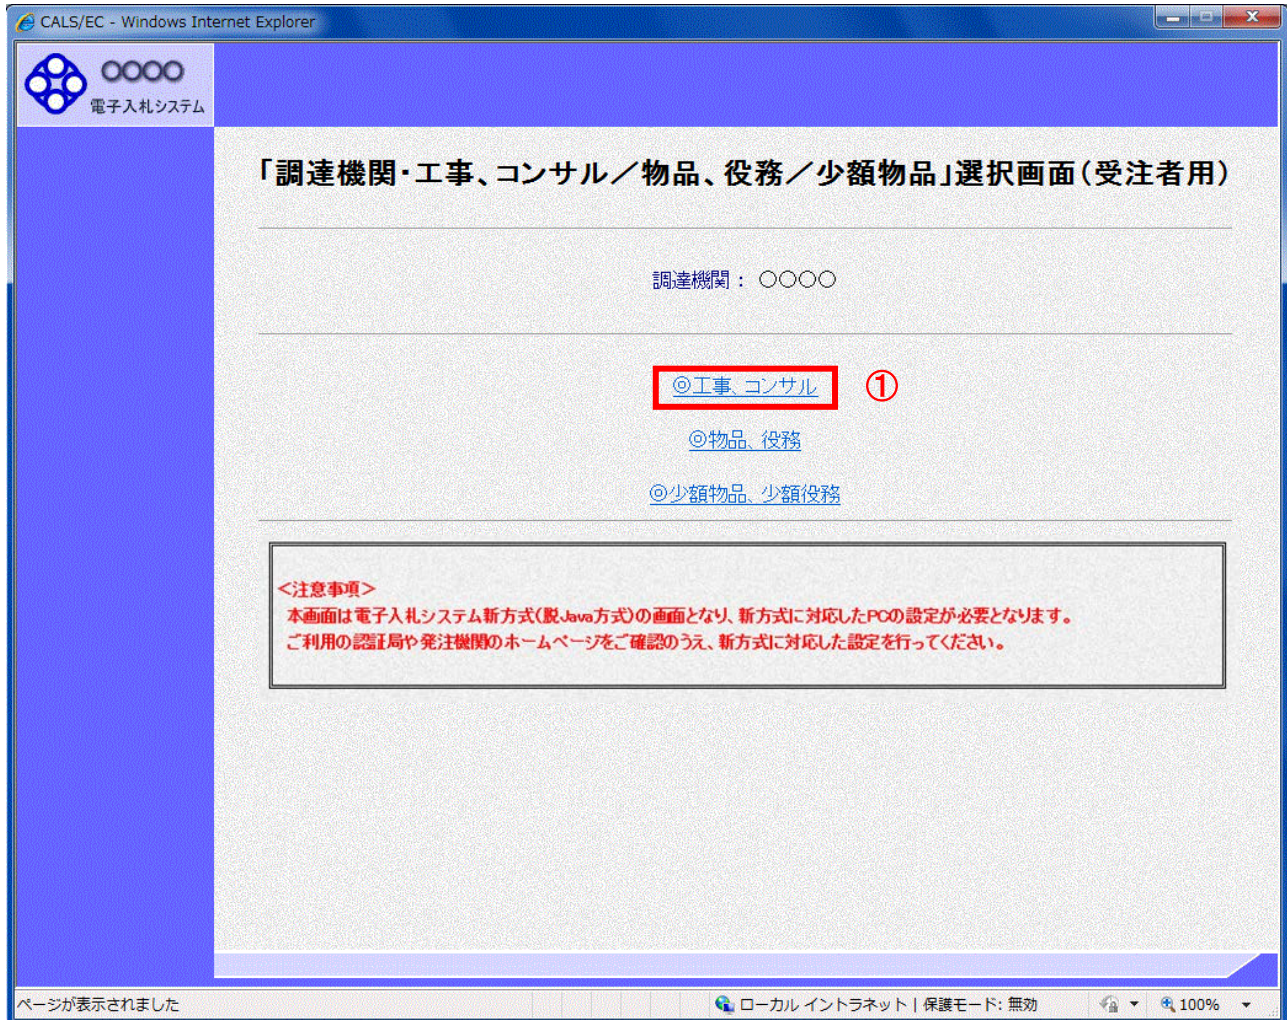 CALS/EC - Windows Internet Explorer
○○○○
電子入札システム
「調達機関・工事、コンサル／物品、役務／少額物品」選択画面(受注者用)
調達機関： ○○○○
◎工事、コンサル
①
◎物品、役務
◎少額物品、少額役務
<注意事項>
本画面は電子入札システム新方式(脱Java方式)の画面となり、新方式に対応したPCの設定が必要となります。
ご利用の認証局や発注機関のホームページをご確認のうえ、新方式に対応した設定を行ってください。
ページが表示されました
ローカル イントラネット | 保護モード: 無効
100%